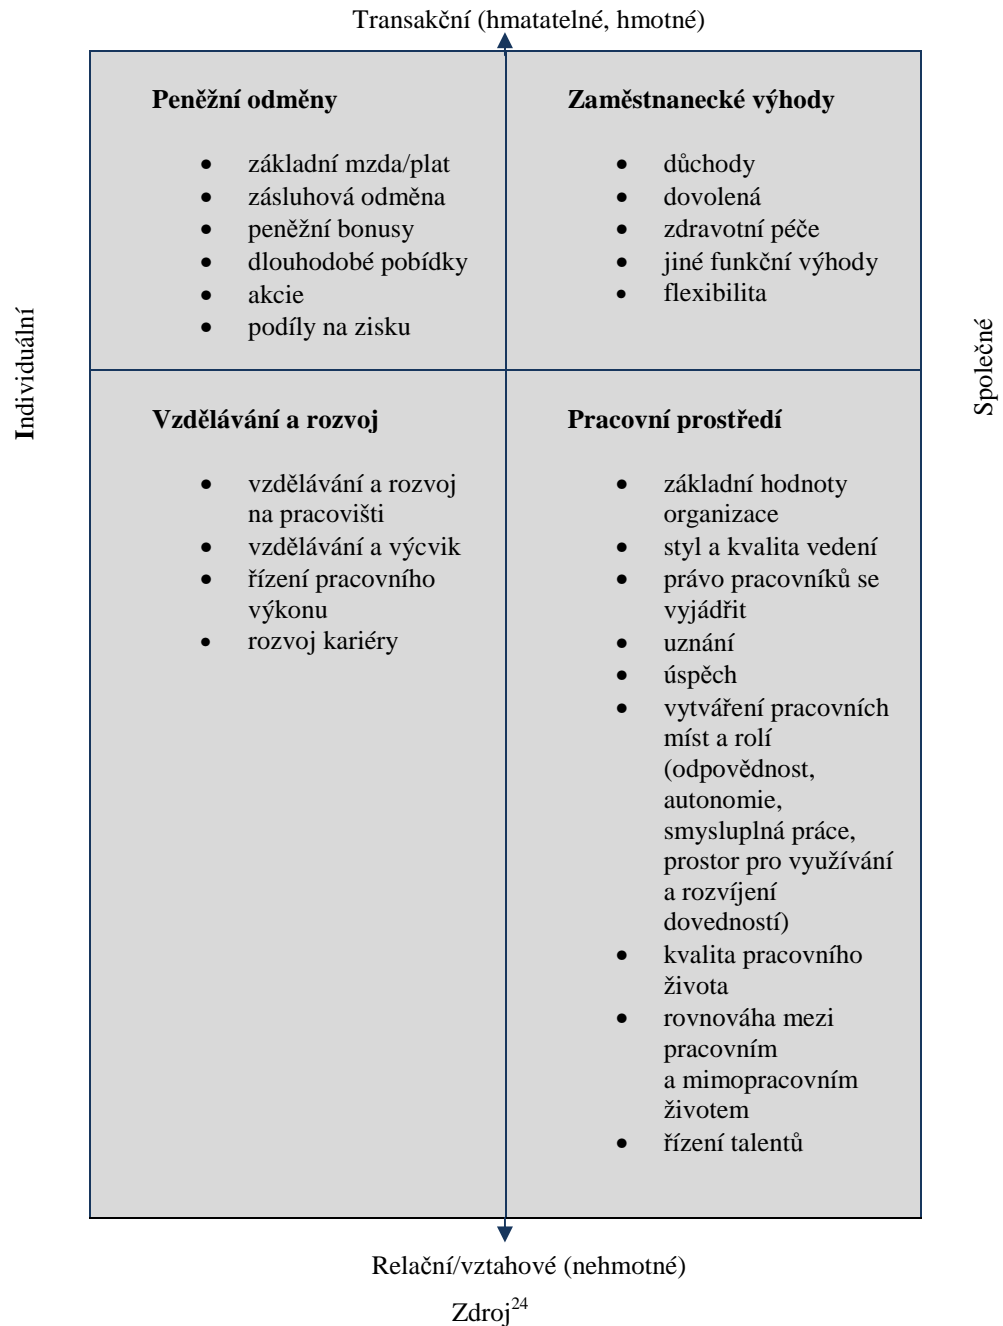 Transakční (hmatatelné, hmotné)
Peněžní odměny
• základní mzda/plat
• zásluhová odměna
• peněžní bonusy
• dlouhodobé pobídky
• akcie
• podíly na zisku
Zaměstnanecké výhody
• důchody
• dovolená
• zdravotní péče
• jiné funkční výhody
• flexibilita
Individuální
Společné
Vzdělávání a rozvoj
• vzdělávání a rozvoj
na pracovišti
• vzdělávání a výcvik
• řízení pracovního
výkonu
• rozvoj kariéry
Pracovní prostředí
• základní hodnoty
organizace
• styl a kvalita vedení
• právo pracovníků se
vyjádřit
• uznání
• úspěch
• vytváření pracovních
míst a rolí
(odpovědnost,
autonomie,
smysluplná práce,
prostor pro využívání
a rozvíjení
dovedností)
• kvalita pracovního
života
• rovnováha mezi
pracovním
a mimopracovním
životem
• řízení talentů
Relační/vztahové (nehmotné)
Zdroj24